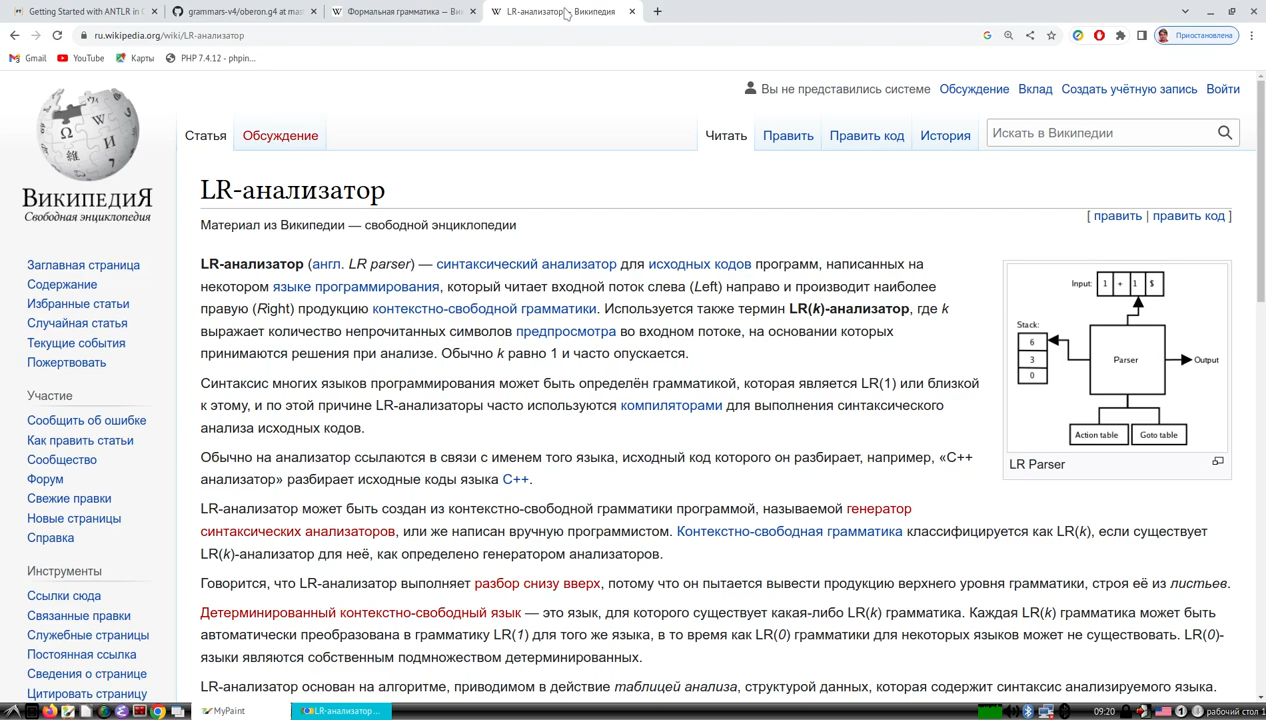 Getting Started with ANTLR in C
grammars-v4/oberon.g4 at mas
Формальная грамматика — Ви
LR-анализатор — Википедия
ru.wikipedia.org/wiki/LR-анализатор
Приостановлена
Gmail
YouTube
Карты
PHP 7.4.12 - phpin...
Вы не представились системе
Обсуждение
Вклад
Создать учётную запись
Войти
Статья
Обсуждение
Читать
Править
Править код
История
Искать в Википедии
ВикипедиЯ
Свободная энциклопедия
LR-анализатор
[ править | править код ]
Материал из Википедии — свободной энциклопедии
LR-анализатор (англ. LR parser) — синтаксический анализатор для исходных кодов программ, написанных на
некотором языке программирования, который читает входной поток слева (Left) направо и производит наиболее
правую (Right) продукцию контекстно-свободной грамматики. Используется также термин LR(k)-анализатор, где k
выражает количество непрочитанных символов предпросмотра во входном потоке, на основании которых
принимаются решения при анализе. Обычно k равно 1 и часто опускается.
Синтаксис многих языков программирования может быть определён грамматикой, которая является LR(1) или близкой
к этому, и по этой причине LR-анализаторы часто используются компиляторами для выполнения синтаксического
анализа исходных кодов.
Обычно на анализатор ссылаются в связи с именем того языка, исходный код которого он разбирает, например, «C++
анализатор» разбирает исходные коды языка C++.
LR-анализатор может быть создан из контекстно-свободной грамматики программой, называемой генератор
синтаксических анализаторов, или же написан вручную программистом. Контекстно-свободная грамматика классифицируется как LR(k), если существует
LR(k)-анализатор для неё, как определено генератором анализаторов.
Говорится, что LR-анализатор выполняет разбор снизу вверх, потому что он пытается вывести продукцию верхнего уровня грамматики, строя её из листьев.
Детерминированный контекстно-свободный язык — это язык, для которого существует какая-либо LR(k) грамматика. Каждая LR(k) грамматика может быть
автоматически преобразована в грамматику LR(1) для того же языка, в то время как LR(0) грамматики для некоторых языков может не существовать. LR(0)-
языки являются собственным подмножеством детерминированных.
LR-анализатор основан на алгоритме, приводимом в действие таблицей анализа, структурой данных, которая содержит синтаксис анализируемого языка.
Input:
1 + 1 $
Stack:
6
3
0
Parser
Output
Action table
Goto table
LR Parser
Заглавная страница
Содержание
Избранные статьи
Случайная статья
Текущие события
Пожертвовать
Участие
Сообщить об ошибке
Как править статьи
Сообщество
Форум
Свежие правки
Новые страницы
Справка
Инструменты
Ссылки сюда
Связанные правки
Служебные страницы
Постоянная ссылка
Сведения о странице
Цитировать страницу
MyPaint
LR-анализатор...
09:20
рабочий стол 1